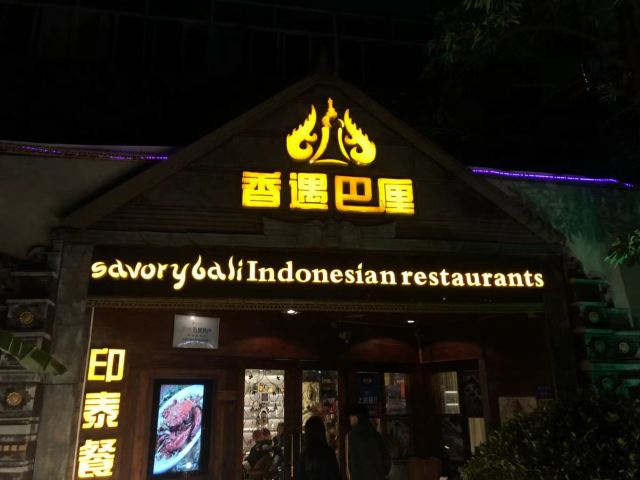 香遇巴厘
savorybali Indonesian restaurants
印泰餐